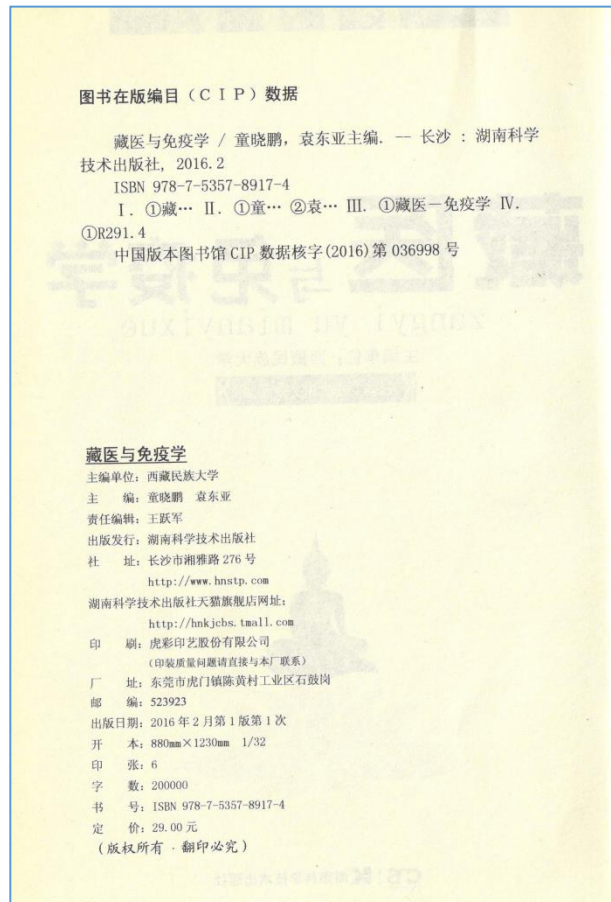 图书在版编目（CIP）数据
藏医与免疫学 / 童晓鹏, 袁东亚主编. -- 长沙 : 湖南科学
技术出版社, 2016.2
ISBN 978-7-5357-8917-4
Ⅰ. ①藏… Ⅱ. ①童… ②袁… Ⅲ. ①藏医－免疫学 Ⅳ.
①R291.4
中国版本图书馆 CIP 数据核字(2016)第 036998 号
藏医与免疫学
主编单位：西藏民族大学
主 编：童晓鹏 袁东亚
责任编辑：王跃军
出版发行：湖南科学技术出版社
社 址：长沙市湘雅路 276 号
http://www.hnstp.com
湖南科学技术出版社天猫旗舰店网址：
http://hnkjcbs.tmall.com
印 刷：虎彩印艺股份有限公司
（印装质量问题请直接与本厂联系）
厂 址：东莞市虎门镇陈黄村工业区石鼓岗
邮 编：523923
出版日期：2016 年 2 月第 1 版第 1 次
开 本：880mm×1230mm 1/32
印 张：6
字 数：200000
书 号：ISBN 978-7-5357-8917-4
定 价：29.00 元
（版权所有 · 翻印必究）